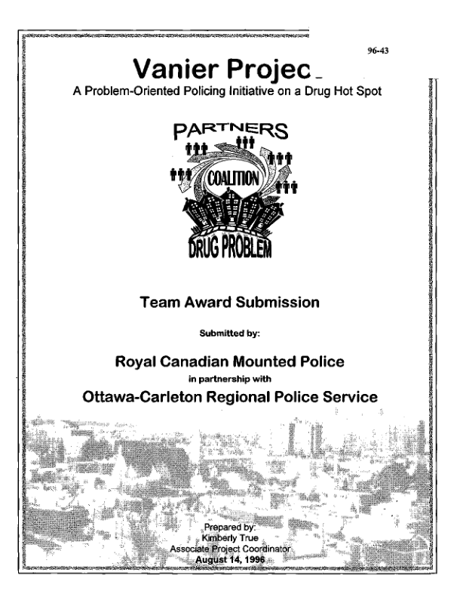 96-43
Vanier Projec
A Problem-Oriented Policing Initiative on a Drug Hot Spot
PARTNERS
COALITION
DRUG PROBLEM
Team Award Submission
Submitted by:
Royal Canadian Mounted Police
in partnership with
Ottawa-Carleton Regional Police Service
Prepared by:
Kimberly True
Associate Project Coordinator
August 14, 1996